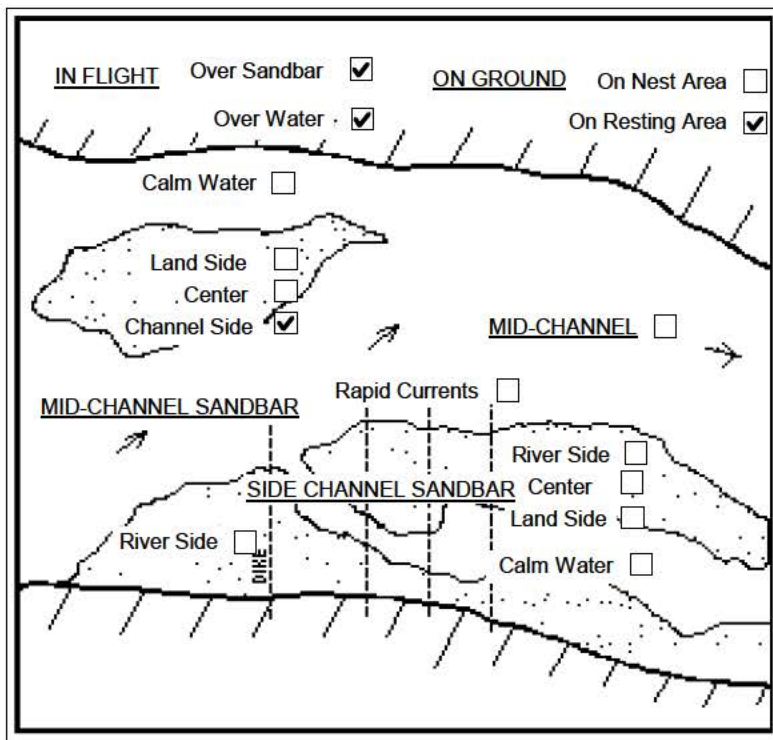 IN FLIGHT Over Sandbar ON GROUND On Nest Area
Over Water On Resting Area
Calm Water
Land Side
Center
Channel Side
MID-CHANNEL
Rapid Currents
MID-CHANNEL SANDBAR
River Side
SIDE CHANNEL SANDBAR Center
Land Side
River Side
DIKE
Calm Water